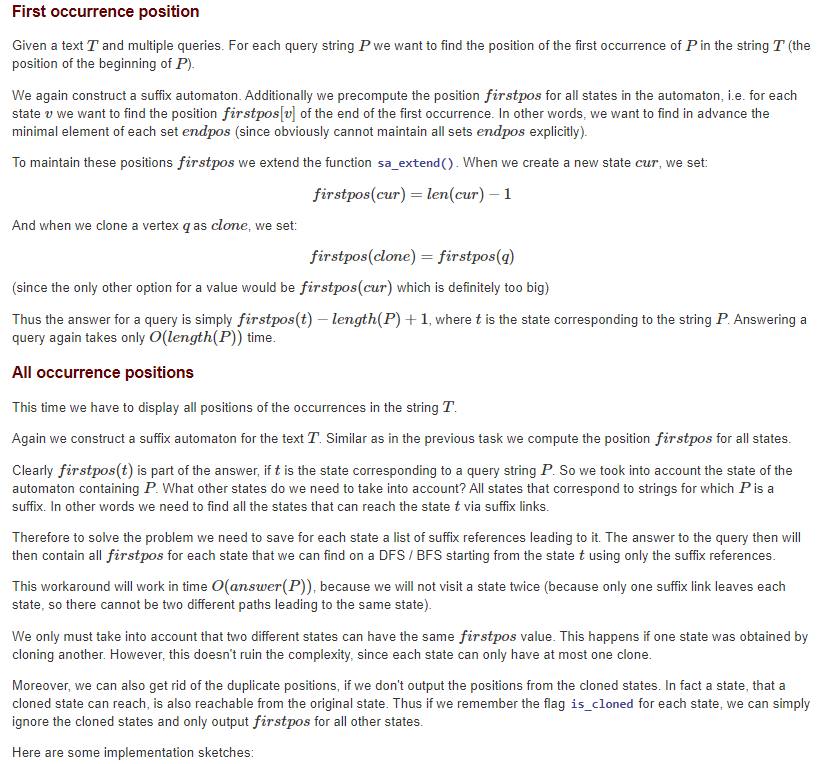 First occurrence position
Given a text T and multiple queries. For each query string P we want to find the position of the first occurrence of P in the string T (the
position of the beginning of P).
We again construct a suffix automaton. Additionally we precompute the position firstpos for all states in the automaton, i.e. for each
state v we want to find the position firstpos[v] of the end of the first occurrence. In other words, we want to find in advance the
minimal element of each set endpos (since obviously cannot maintain all sets endpos explicitly).
To maintain these positions firstpos we extend the function sa_extend(). When we create a new state cur, we set:
firstpos(cur) = len(cur) − 1
And when we clone a vertex q as clone, we set:
firstpos(clone) = firstpos(q)
(since the only other option for a value would be firstpos(cur) which is definitely too big)
Thus the answer for a query is simply firstpos(t) − length(P) + 1, where t is the state corresponding to the string P. Answering a
query again takes only O(length(P)) time.
All occurrence positions
This time we have to display all positions of the occurrences in the string T.
Again we construct a suffix automaton for the text T. Similar as in the previous task we compute the position firstpos for all states.
Clearly firstpos(t) is part of the answer, if t is the state corresponding to a query string P. So we took into account the state of the
automaton containing P. What other states do we need to take into account? All states that correspond to strings for which P is a
suffix. In other words we need to find all the states that can reach the state t via suffix links.
Therefore to solve the problem we need to save for each state a list of suffix references leading to it. The answer to the query then will
then contain all firstpos for each state that we can find on a DFS / BFS starting from the state t using only the suffix references.
This workaround will work in time O(answer(P)), because we will not visit a state twice (because only one suffix link leaves each
state, so there cannot be two different paths leading to the same state).
We only must take into account that two different states can have the same firstpos value. This happens if one state was obtained by
cloning another. However, this doesn't ruin the complexity, since each state can only have at most one clone.
Moreover, we can also get rid of the duplicate positions, if we don't output the positions from the cloned states. In fact a state, that a
cloned state can reach, is also reachable from the original state. Thus if we remember the flag is_cloned for each state, we can simply
ignore the cloned states and only output firstpos for all other states.
Here are some implementation sketches: